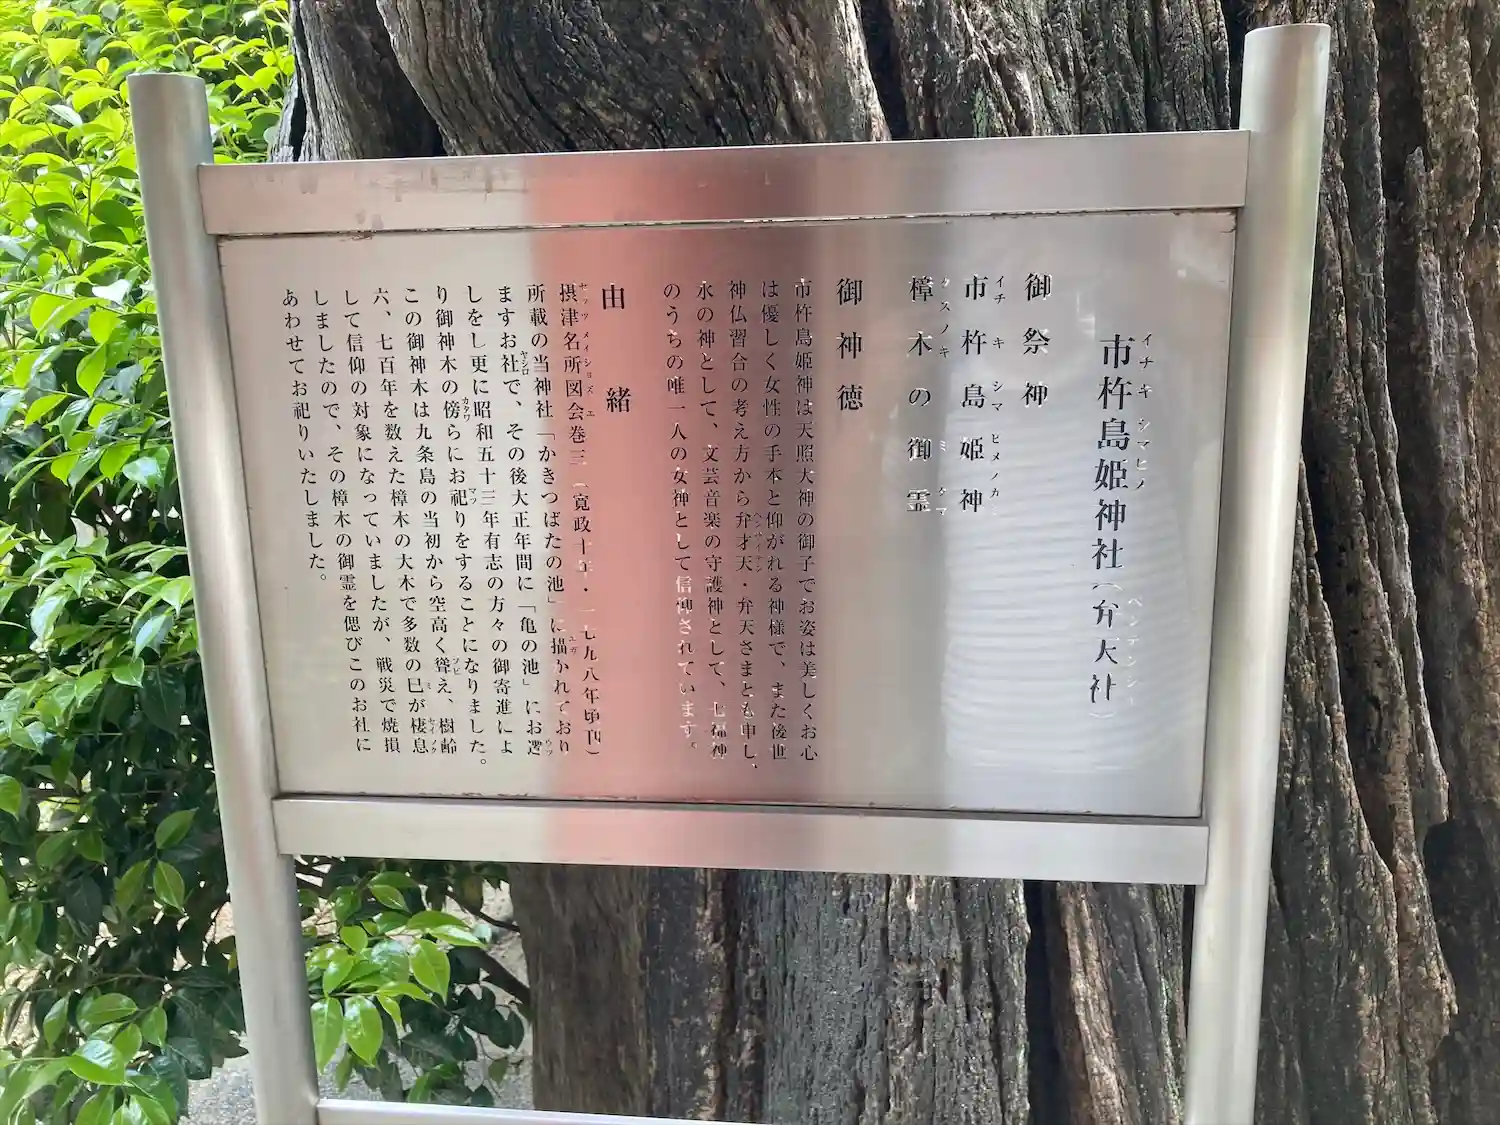 市杵島姫神社（弁天社）
御祭神
市杵島姫神
樟木の御霊
御神徳
市杵島姫神は天照大神の御子でお姿は美しくお心
は優しく女性の手本と仰がれる神様で、また後世
神仏習合の考え方から弁才天・弁天さまとも申し、
水の神として、文芸音楽の守護神として、七福神
のうちの唯一人の女神として信仰されています。
由緒
摂津名所図会巻三（寛政十年・一七九八年頃刊）
所載の当神社「かきつばたの池」に描かれており
ますお社で、その後大正年間に「亀の池」にお遷
しをし更に昭和五十三年有志の方々の御寄進によ
り御神木の傍らにお祀りをすることになりました。
この御神木は九条島の当初から空高く聳え、樹齢
六、七百年を数えた樟木の大木で多数の巳が棲息
して信仰の対象になっていましたが、戦災で焼損
しましたので、その樟木の御霊を偲びこのお社に
あわせてお祀りいたしました。